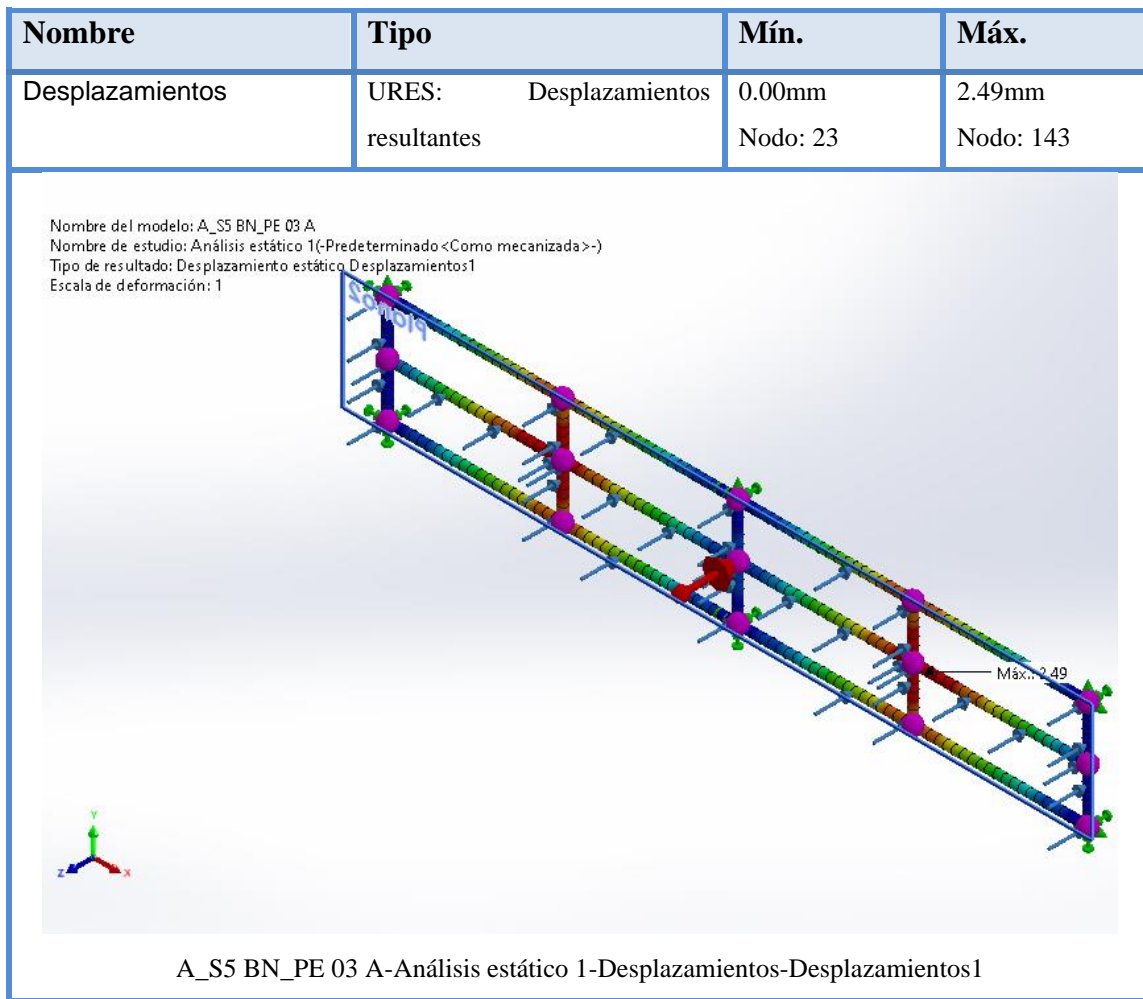 Nombre Tipo Mín. Máx.
Desplazamientos URES: Desplazamientos 0.00mm 2.49mm
resultantes Nodo: 23 Nodo: 143
Nombre del modelo: A_S5 BN_PE 03 A
Nombre de estudio: Análisis estático 1(-Predeterminado<Como mecanizada>-)
Tipo de resultado: Desplazamiento estático Desplazamientos1
Escala de deformación: 1
Plano2
Máx.: 2.49
Y
Z X
A_S5 BN_PE 03 A-Análisis estático 1-Desplazamientos-Desplazamientos1